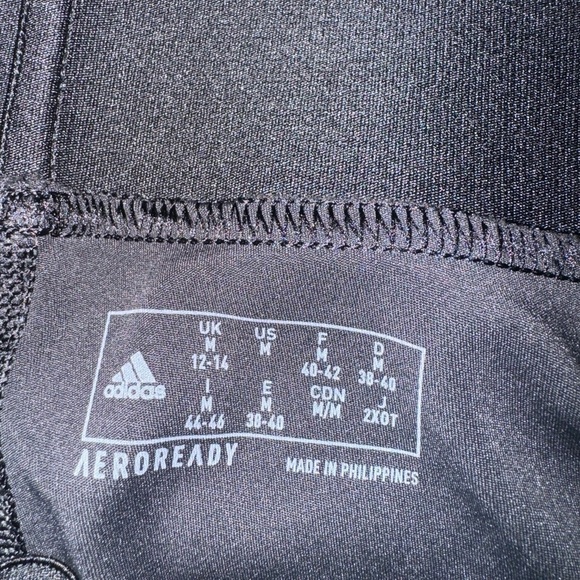 UK US F D
M M M M
12-14 40-42 38-40
adidas
I E CDN J
M M M/M 2XOT
44-46 38-40
AEROREADY
MADE IN PHILIPPINES